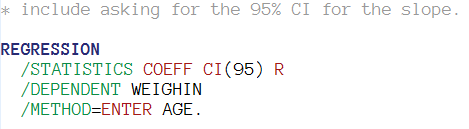 * include asking for the 95% CI for the slope.
REGRESSION
/STATISTICS COEFF CI(95) R
/DEPENDENT WEIGHIN
/METHOD=ENTER AGE.